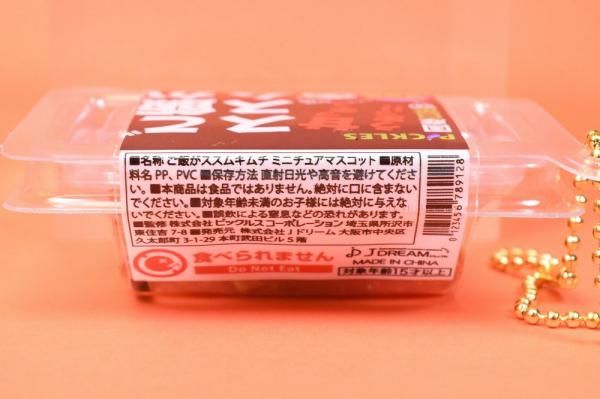 PICKLES
■名称 ご飯がススムキムチ ミニチュアマスコット ■原材
料名 PP、PVC ■保存方法 直射日光や高音を避けてくださ
い。■本商品は食品ではありません。絶対に口に含まない
でください。■対象年齢未満のお子様には絶対に与えな
いでください。■誤飲による窒息などの恐れがあります。
■監修 株式会社 ピックルスコーポレーション 埼玉県所沢市
東住吉 7-8 ■発売元 株式会社Jドリーム 大阪市中央区
久太郎町 3-1-29 本町武田ビル 5 階
0123456789128
食べられません
Do Not Eat
J DREAM
MADE IN CHINA
対象年齢15才以上